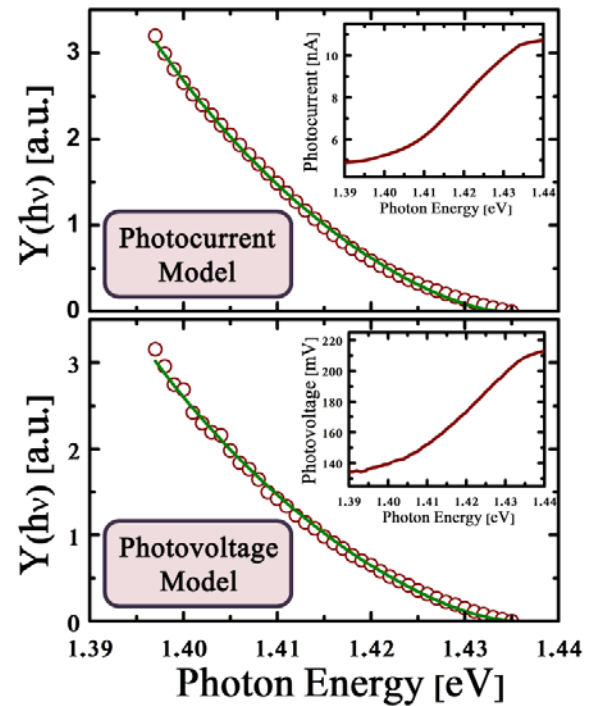 Y(hν) [a.u.]
3
2
1
0
Photocurrent
Model
Photocurrent [nA]
10
8
6
4
1.39 1.40 1.41 1.42 1.43 1.44
Photon Energy [eV]
Y(hν) [a.u.]
3
2
1
0
Photovoltage
Model
Photovoltage [mV]
220
200
180
160
140
1.39 1.40 1.41 1.42 1.43 1.44
Photon Energy [eV]
1.39 1.40 1.41 1.42 1.43 1.44
Photon Energy [eV]